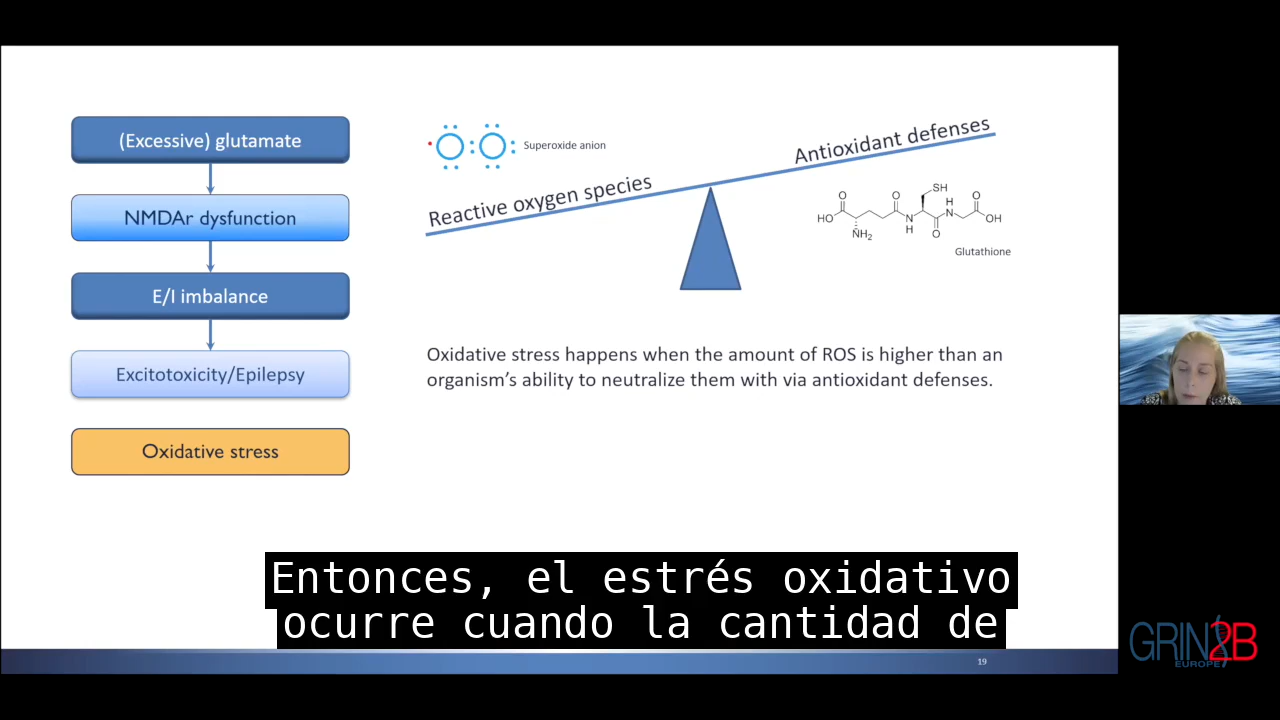 (Excessive) glutamate
NMDAr dysfunction
E/I imbalance
Excitotoxicity/Epilepsy
Oxidative stress
Superoxide anion
Reactive oxygen species
Antioxidant defenses
O
HO
NH₂
O
N
H
SH
O
H
N
O
OH
Glutathione
Oxidative stress happens when the amount of ROS is higher than an
organism's ability to neutralize them with via antioxidant defenses.
Entonces, el estrés oxidativo
ocurre cuando la cantidad de
19
GRIN2B
EUROPE